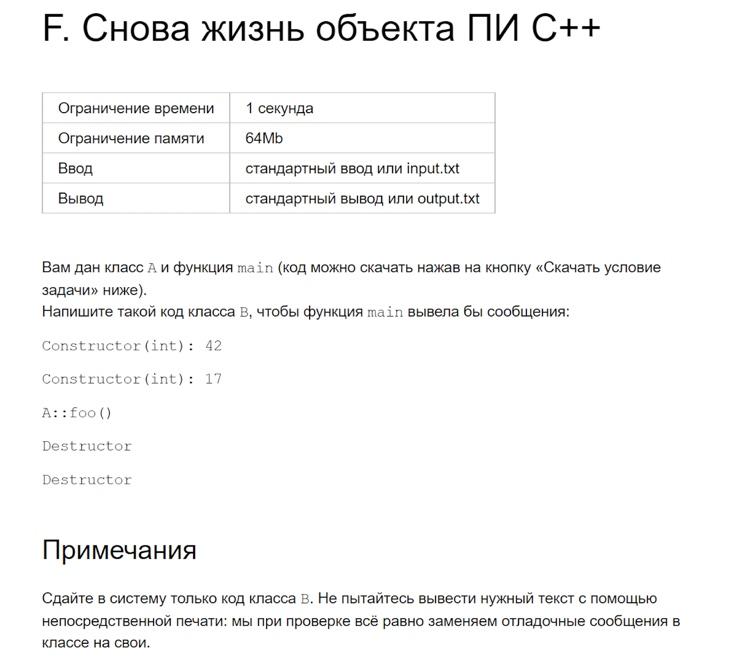 F. Снова жизнь объекта ПИ C++
Ограничение времени 1 секунда
Ограничение памяти 64Mb
Ввод стандартный ввод или input.txt
Вывод стандартный вывод или output.txt
Вам дан класс A и функция main (код можно скачать нажав на кнопку «Скачать условие
задачи» ниже).
Напишите такой код класса B, чтобы функция main вывела бы сообщения:
Constructor(int): 42
Constructor(int): 17
A::foo()
Destructor
Destructor
Примечания
Сдайте в систему только код класса B. Не пытайтесь вывести нужный текст с помощью
непосредственной печати: мы при проверке всё равно заменяем отладочные сообщения в
классе на свои.